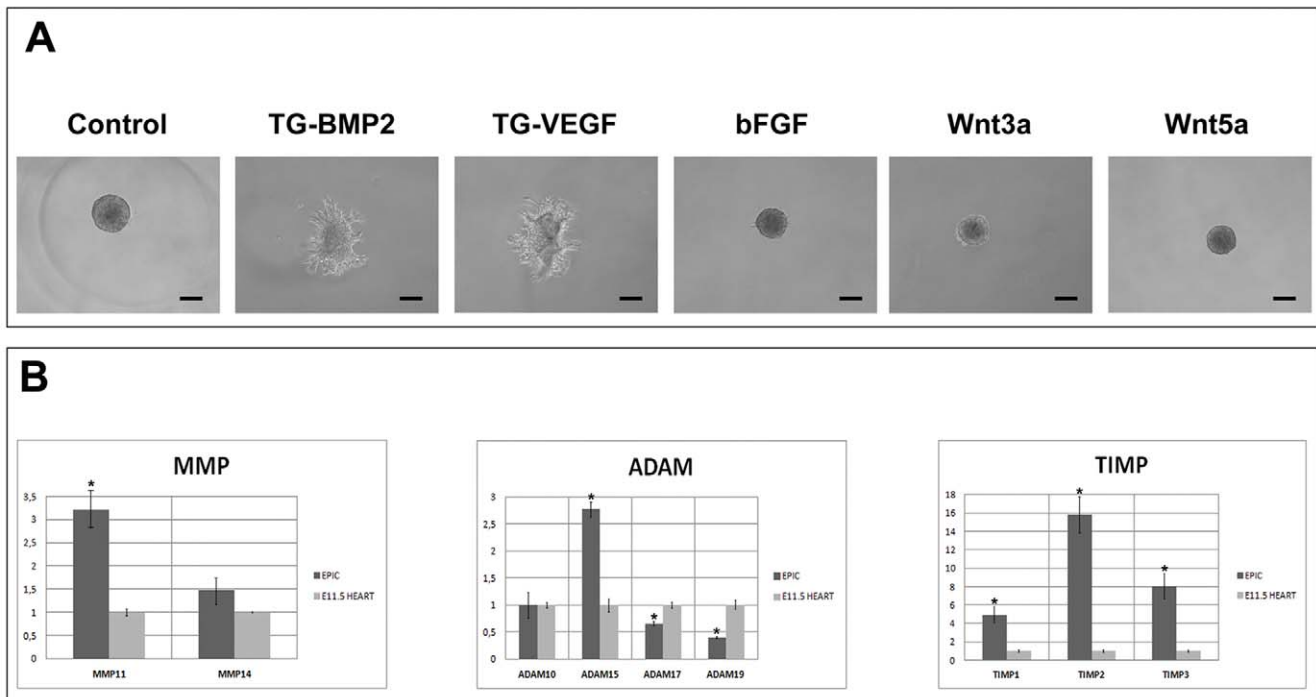 A
Control TG-BMP2 TG-VEGF bFGF Wnt3a Wnt5a
B
MMP
*
3,5
3
2,5
2
1,5
1
0,5
0
MMP11 MMP14
EPIC
E11.5 HEART
ADAM
*
3
2,5
2
1,5
1
0,5
0
* *
ADAM10 ADAM15 ADAM17 ADAM19
EPIC
E11.5 HEART
TIMP
* * *
18
16
14
12
10
8
6
4
2
0
TIMP1 TIMP2 TIMP3
EPIC
E11.5 HEART